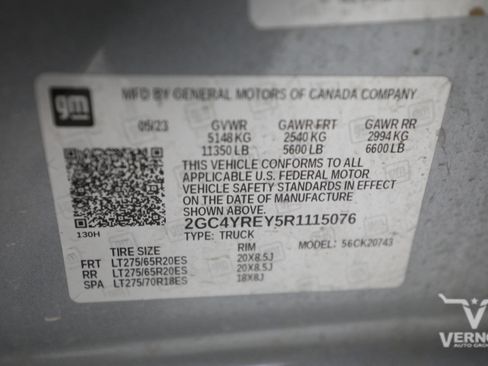 gm
MFD BY GENERAL MOTORS OF CANADA COMPANY
05/23 GVWR GAWR FRT GAWR RR
5148 KG 2540 KG 2994 KG
11350 LB 5600 LB 6600 LB
THIS VEHICLE CONFORMS TO ALL
APPLICABLE U.S. FEDERAL MOTOR
VEHICLE SAFETY STANDARDS IN EFFECT
ON THE DATE OF MANUFACTURE
SHOWN ABOVE.
2GC4YREY5R1115076
130H TYPE: TRUCK MODEL: 56CK20743
TIRE SIZE RIM
FRT LT275/65R20ES 20X8.5J
RR LT275/65R20ES 20X8.5J
SPA LT275/70R18ES 18X8J
VERNO
AUTO GROU